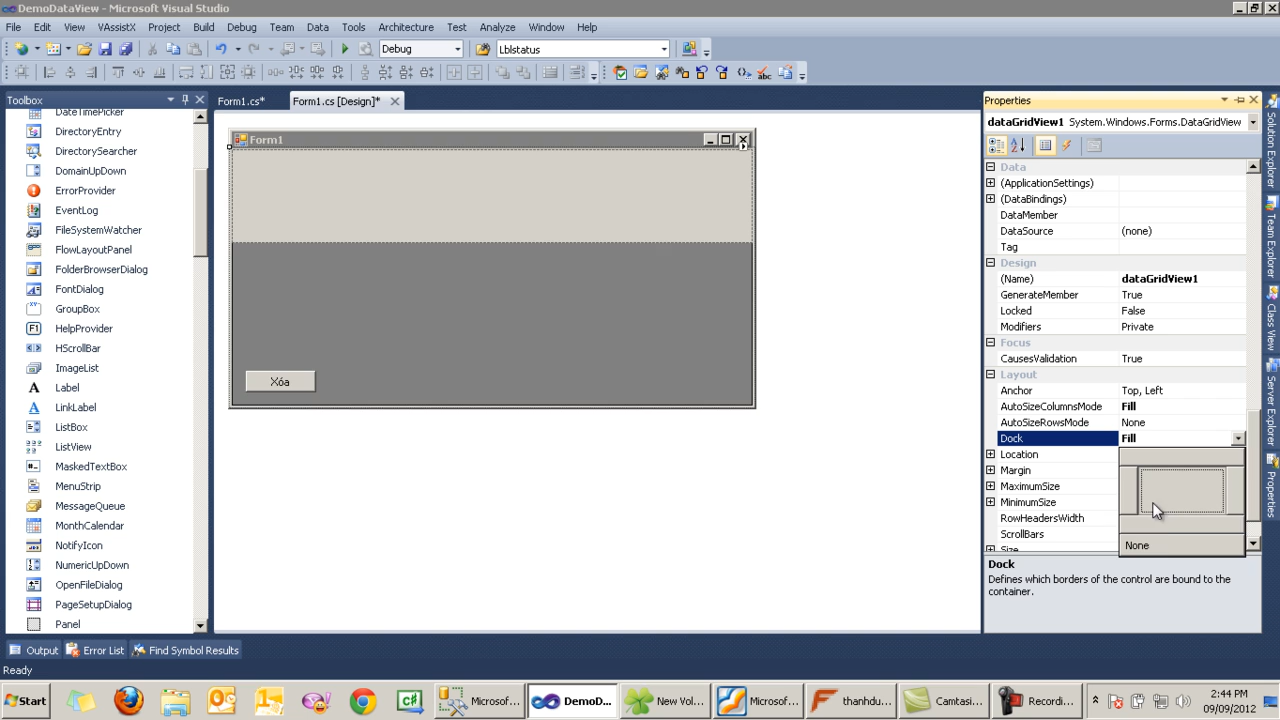 DemoDataView - Microsoft Visual Studio
File Edit View VAssistX Project Build Debug Team Data Tools Architecture Test Analyze Window Help
Debug Lblstatus
Toolbox Form1.cs* Form1.cs [Design]* Properties
DateTimePicker
DirectoryEntry
DirectorySearcher
DomainUpDown
ErrorProvider
EventLog
FileSystemWatcher
FlowLayoutPanel
FolderBrowserDialog
FontDialog
GroupBox
HelpProvider
HScrollBar
ImageList
Label
LinkLabel
ListBox
ListView
MaskedTextBox
MenuStrip
MessageQueue
MonthCalendar
NotifyIcon
NumericUpDown
OpenFileDialog
PageSetupDialog
Panel
Form1
Xóa
dataGridView1 System.Windows.Forms.DataGridView
Data
(ApplicationSettings)
(DataBindings)
DataMember
DataSource (none)
Tag
Design
(Name) dataGridView1
GenerateMember True
Locked False
Modifiers Private
Focus
CausesValidation True
Layout
Anchor Top, Left
AutoSizeColumnsMode Fill
AutoSizeRowsMode None
Dock Fill
Location
Margin
MaximumSize
MinimumSize
RowHeadersWidth
ScrollBars
Size
None
Dock
Defines which borders of the control are bound to the
container.
Solution Explorer
Team Explorer
Class View
Server Explorer
Properties
Output Error List Find Symbol Results
Ready
Start Microsof... DemoDa... New Vol... Microsof... thanhdu... Camtasi... Recordi... 2:44 PM
09/09/2012